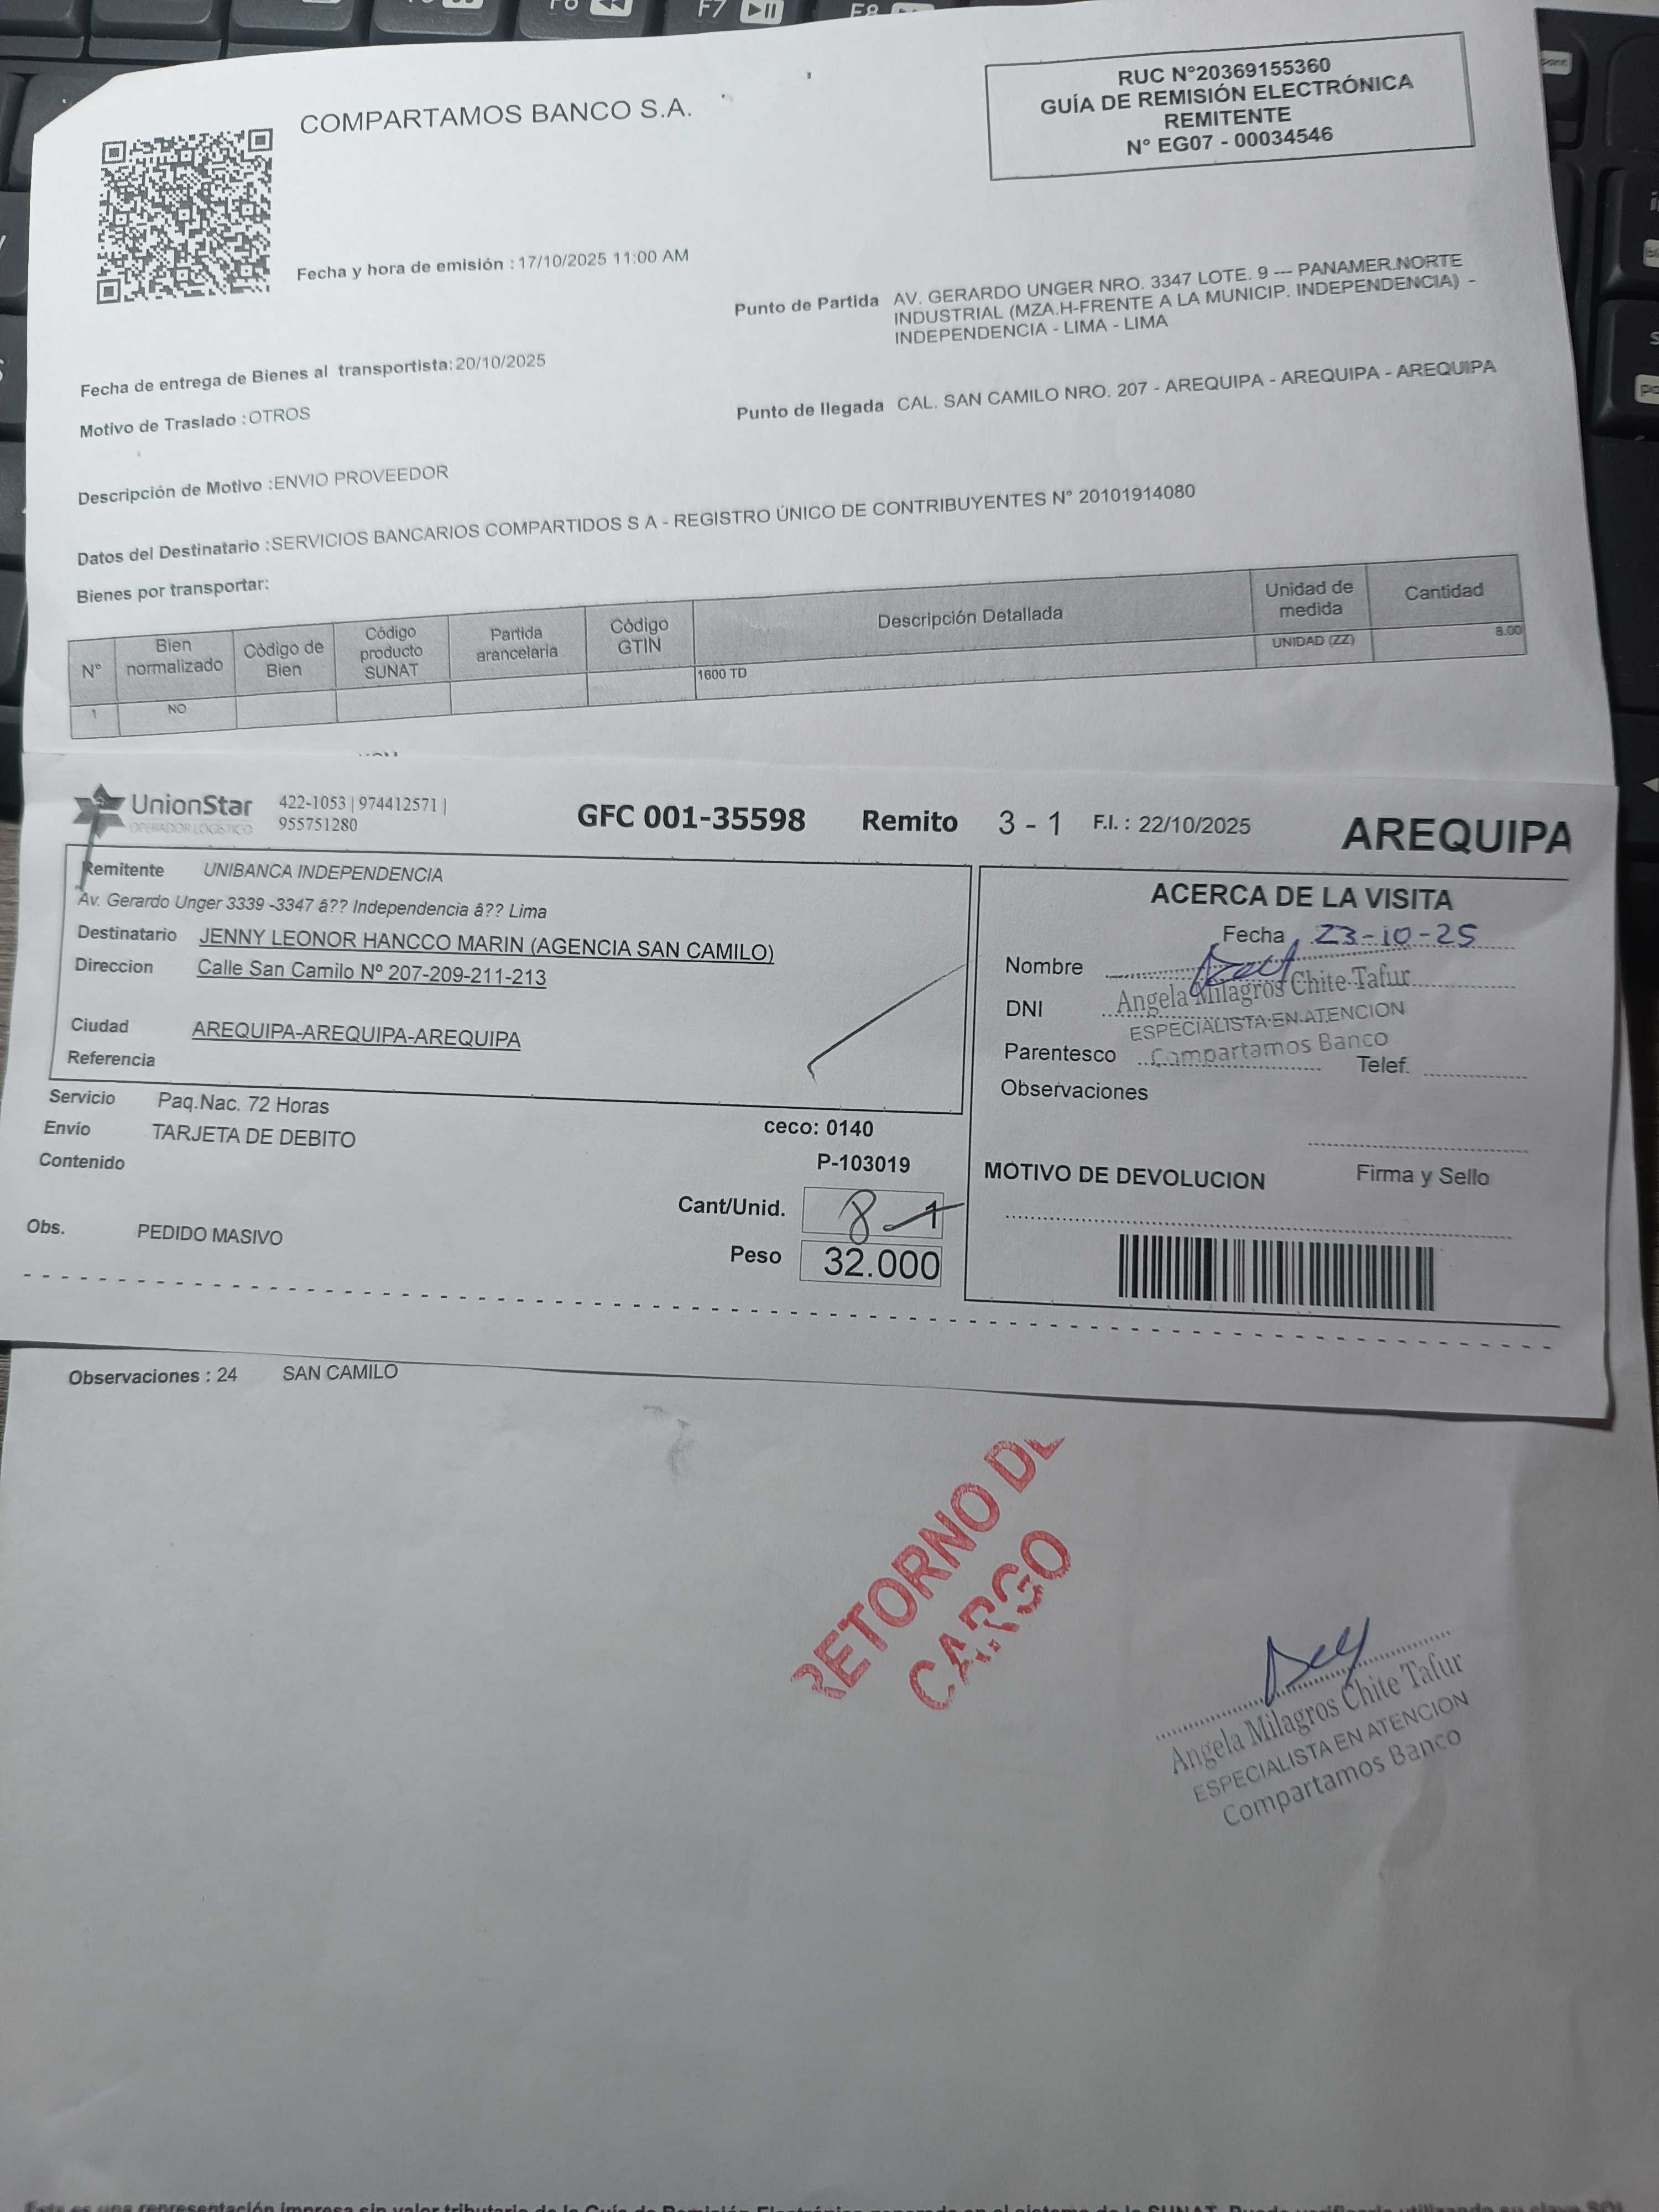 F6
F7
F8
COMPARTAMOS BANCO S.A.
RUC N°20369155360
GUÍA DE REMISIÓN ELECTRÓNICA
REMITENTE
N° EG07 - 00034546
Fecha y hora de emisión : 17/10/2025 11:00 AM
Punto de Partida AV. GERARDO UNGER NRO. 3347 LOTE. 9 --- PANAMER.NORTE
INDUSTRIAL (MZA.H-FRENTE A LA MUNICIP. INDEPENDENCIA) -
INDEPENDENCIA - LIMA - LIMA
Fecha de entrega de Bienes al transportista: 20/10/2025
Motivo de Traslado : OTROS
Punto de llegada CAL. SAN CAMILO NRO. 207 - AREQUIPA - AREQUIPA - AREQUIPA
Descripción de Motivo : ENVIO PROVEEDOR
Datos del Destinatario : SERVICIOS BANCARIOS COMPARTIDOS S A - REGISTRO ÚNICO DE CONTRIBUYENTES N° 20101914080
Bienes por transportar:
N° Bien normalizado Código de Bien Código producto SUNAT Partida arancelaria Código GTIN Descripción Detallada Unidad de medida Cantidad
1 NO 1600 TD UNIDAD (ZZ) 8.00
UnionStar
OPERADOR LOGÍSTICO
422-1053 | 974412571 |
955751280
GFC 001-35598 Remito 3 - 1 F.I. : 22/10/2025 AREQUIPA
Remitente UNIBANCA INDEPENDENCIA
Av. Gerardo Unger 3339 -3347 â?? Independencia â?? Lima
Destinatario JENNY LEONOR HANCCO MARIN (AGENCIA SAN CAMILO)
Direccion Calle San Camilo Nº 207-209-211-213
Ciudad AREQUIPA-AREQUIPA-AREQUIPA
Referencia
Servicio Paq.Nac. 72 Horas
Envío TARJETA DE DEBITO
Contenido
ceco: 0140
P-103019
Cant/Unid. 8 1
Peso 32.000
Obs. PEDIDO MASIVO
ACERCA DE LA VISITA
Fecha 23-10-25
Nombre
Angela Milagros Chite Tafur
DNI
ESPECIALISTA EN ATENCION
Parentesco Compartamos Banco Telef.
Observaciones
MOTIVO DE DEVOLUCION Firma y Sello
Observaciones : 24 SAN CAMILO
RETORNO DE
CARGO
Angela Milagros Chite Tafur
ESPECIALISTA EN ATENCION
Compartamos Banco